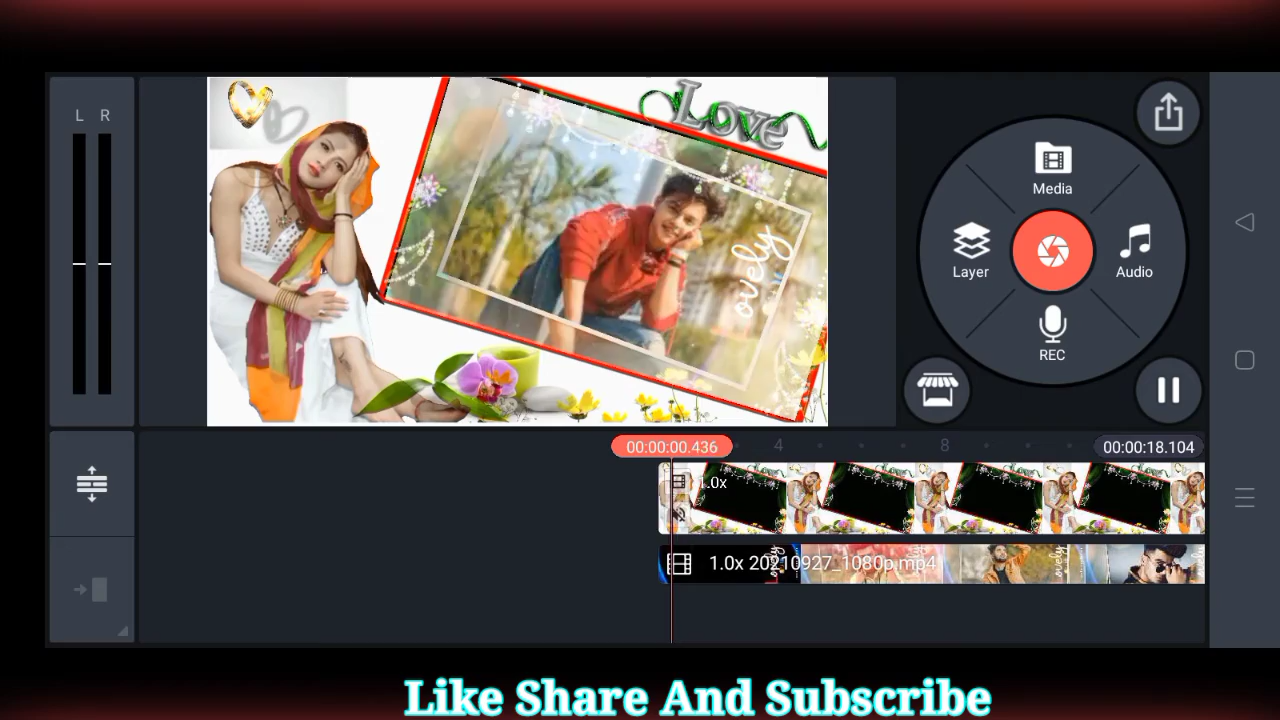 L R
Love
ovely
Media
Layer
Audio
REC
00:00:00.436
4
8
00:00:18.104
1.0x
1.0x 20210927_1080p.mp4
Like Share And Subscribe